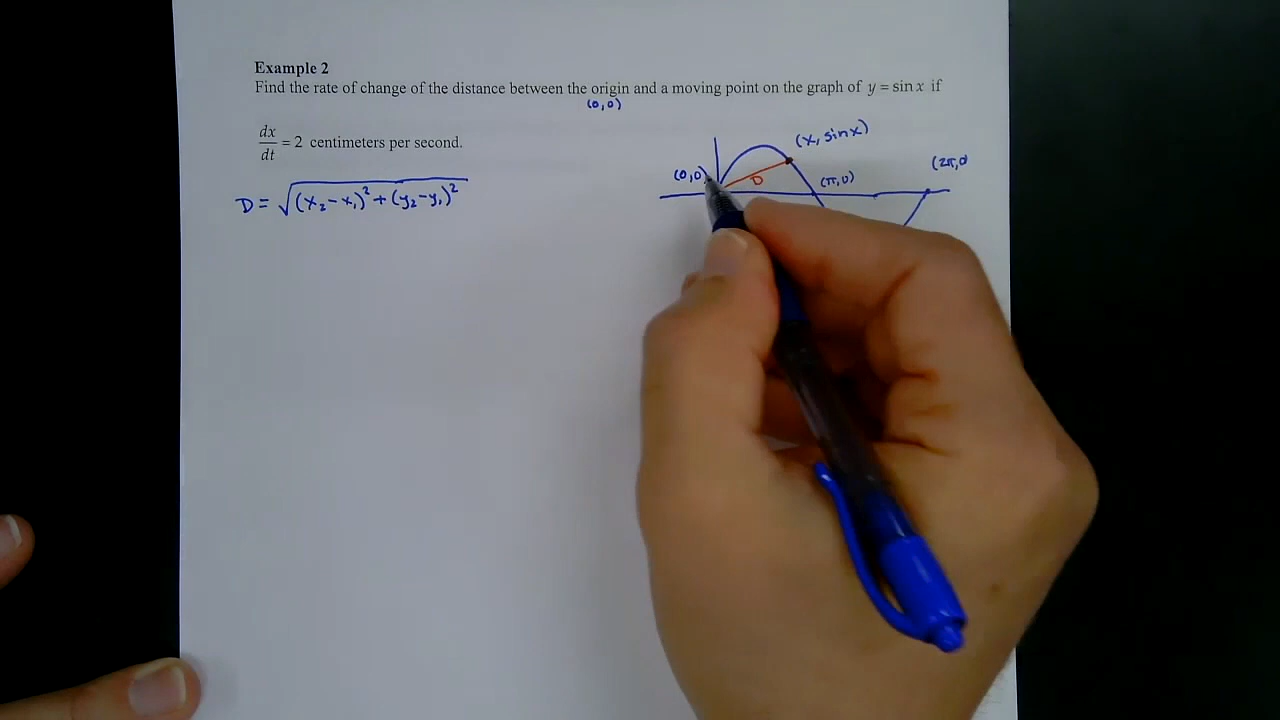 Example 2
Find the rate of change of the distance between the origin and a moving point on the graph of y = sin x if
(0,0)
dx/dt = 2 centimeters per second.
(x, sinx)
(0,0)
D
(π,0)
(2π,0
D = √(x₂-x₁)²+(y₂-y₁)²